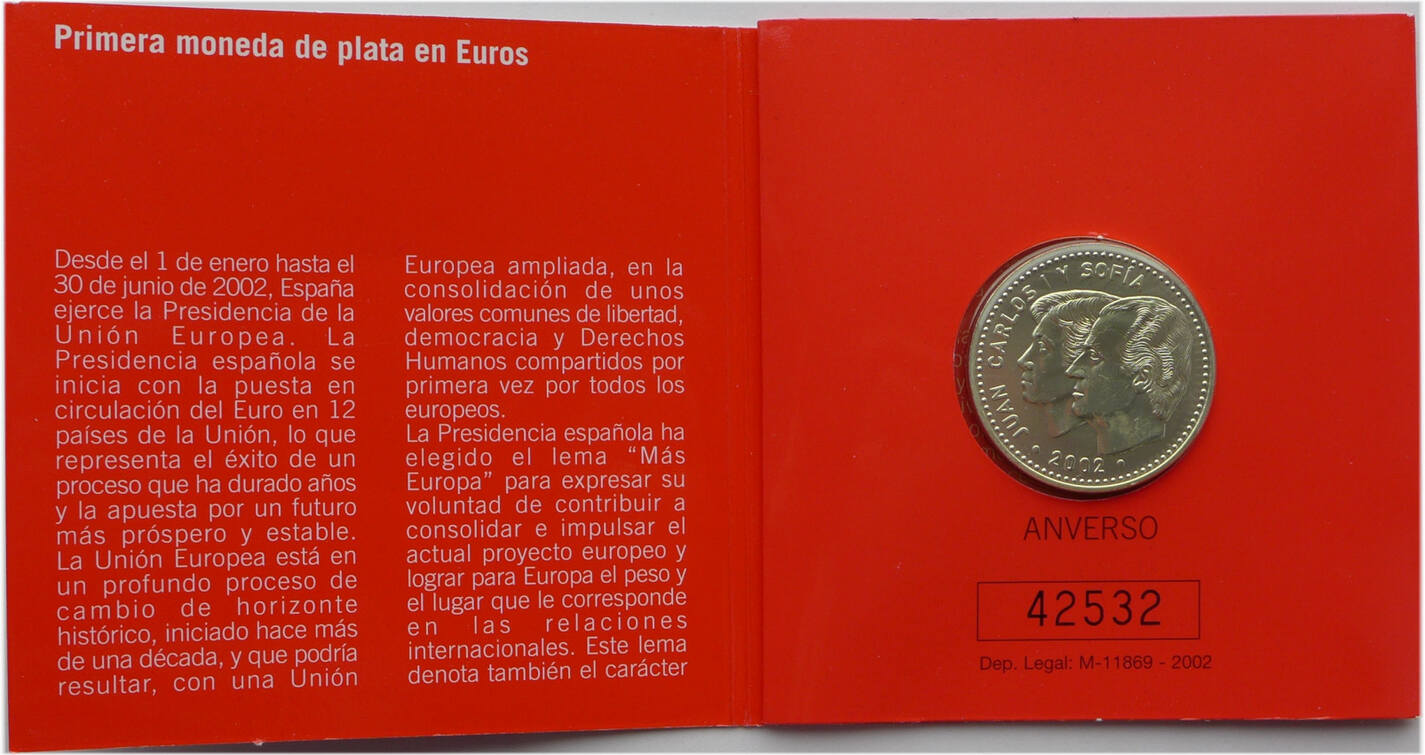 Primera moneda de plata en Euros
Desde el 1 de enero hasta el
30 de junio de 2002, España
ejerce la Presidencia de la
Unión Europea. La
Presidencia española se
inicia con la puesta en
circulación del Euro en 12
países de la Unión, lo que
representa el éxito de un
proceso que ha durado años
y la apuesta por un futuro
más próspero y estable.
La Unión Europea está en
un profundo proceso de
cambio de horizonte
histórico, iniciado hace más
de una década, y que podría
resultar, con una Unión
Europea ampliada, en la
consolidación de unos
valores comunes de libertad,
democracia y Derechos
Humanos compartidos por
primera vez por todos los
europeos.
La Presidencia española ha
elegido el lema “Más
Europa” para expresar su
voluntad de contribuir a
consolidar e impulsar el
actual proyecto europeo y
lograr para Europa el peso y
el lugar que le corresponde
en las relaciones
internacionales. Este lema
denota también el carácter
JUAN CARLOS I Y SOFÍA
2002
ANVERSO
42532
Dep. Legal: M-11869 - 2002